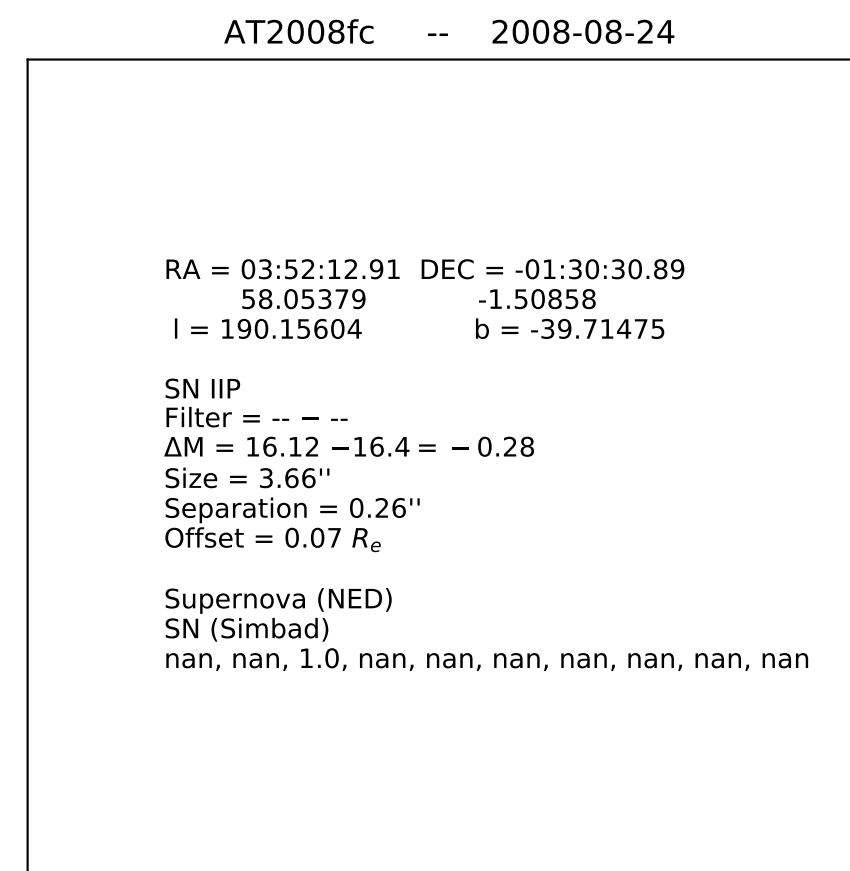 AT2008fc -- 2008-08-24
RA = 03:52:12.91 DEC = -01:30:30.89
58.05379 -1.50858
l = 190.15604 b = -39.71475
SN IIP
Filter = -- − --
ΔM = 16.12 −16.4 = − 0.28
Size = 3.66''
Separation = 0.26''
Offset = 0.07 Re
Supernova (NED)
SN (Simbad)
nan, nan, 1.0, nan, nan, nan, nan, nan, nan, nan